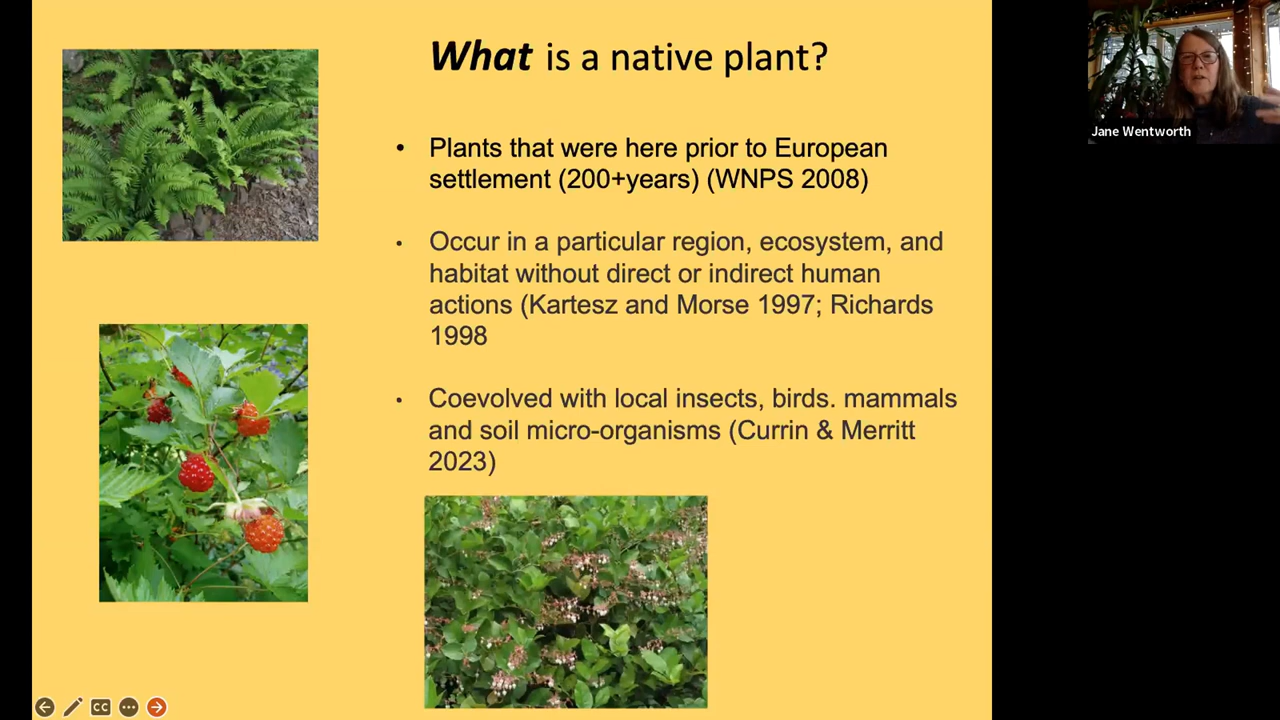 What is a native plant?
• Plants that were here prior to European
settlement (200+years) (WNPS 2008)
• Occur in a particular region, ecosystem, and
habitat without direct or indirect human
actions (Kartesz and Morse 1997; Richards
1998
• Coevolved with local insects, birds. mammals
and soil micro-organisms (Currin & Merritt
2023)
Jane Wentworth
CC